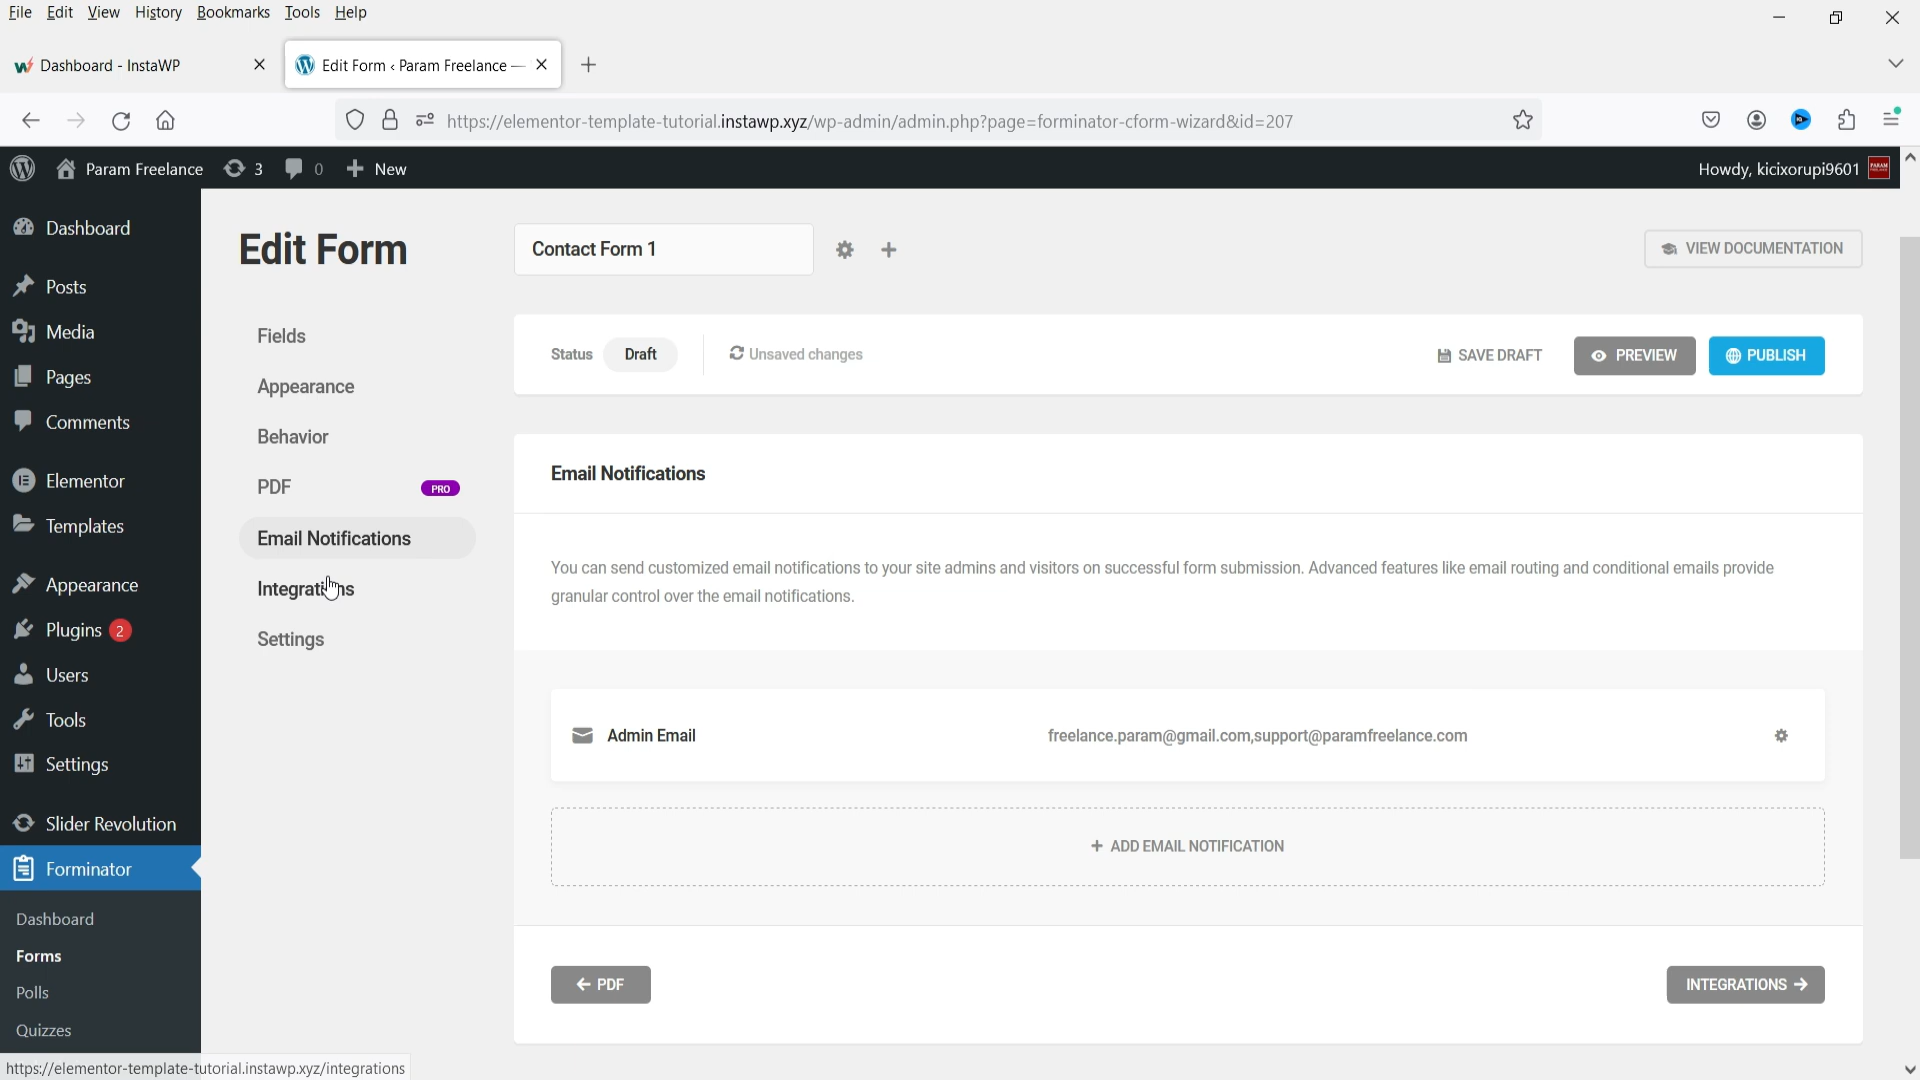 File Edit View History Bookmarks Tools Help
Dashboard - InstaWP
Edit Form ‹ Param Freelance —
https://elementor-template-tutorial.instawp.xyz/wp-admin/admin.php?page=forminator-cform-wizard&id=207
Param Freelance 3 0 New
Howdy, kicixorupi9601
Dashboard
Posts
Media
Pages
Comments
Elementor
Templates
Appearance
Plugins 2
Users
Tools
Settings
Slider Revolution
Forminator
Dashboard
Forms
Polls
Quizzes
Edit Form
Contact Form 1
VIEW DOCUMENTATION
Fields
Appearance
Behavior
PDF PRO
Email Notifications
Integrations
Settings
Status Draft Unsaved changes
SAVE DRAFT PREVIEW PUBLISH
Email Notifications
You can send customized email notifications to your site admins and visitors on successful form submission. Advanced features like email routing and conditional emails provide
granular control over the email notifications.
Admin Email freelance.param@gmail.com,support@paramfreelance.com
+ ADD EMAIL NOTIFICATION
← PDF
INTEGRATIONS →
https://elementor-template-tutorial.instawp.xyz/integrations